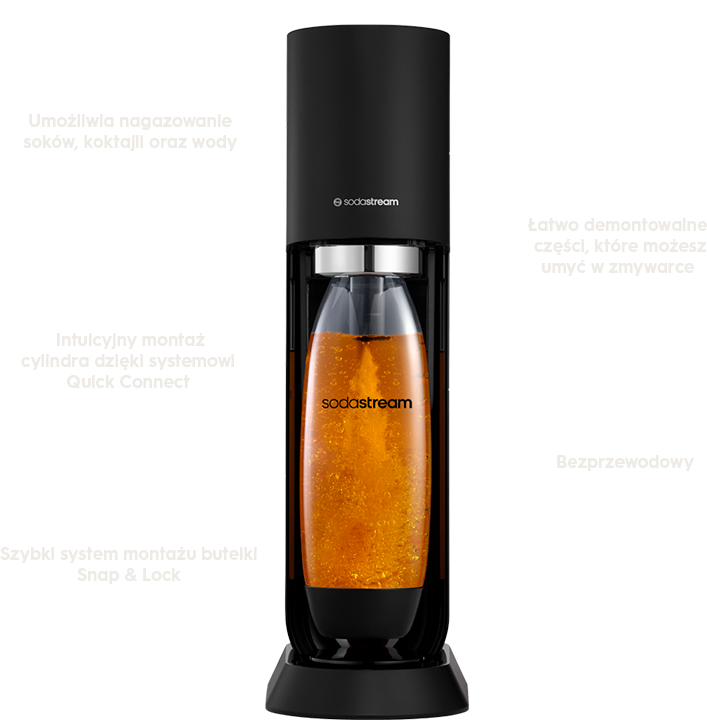 Umożliwia nagazowanie
soków, koktajli oraz wody
sodastream
Łatwo demontowalne
części, które możesz
umyć w zmywarce
Intuicyjny montaż
cylindra dzięki systemowi
Quick Connect
sodastream
Bezprzewodowy
Szybki system montażu butelki
Snap & Lock